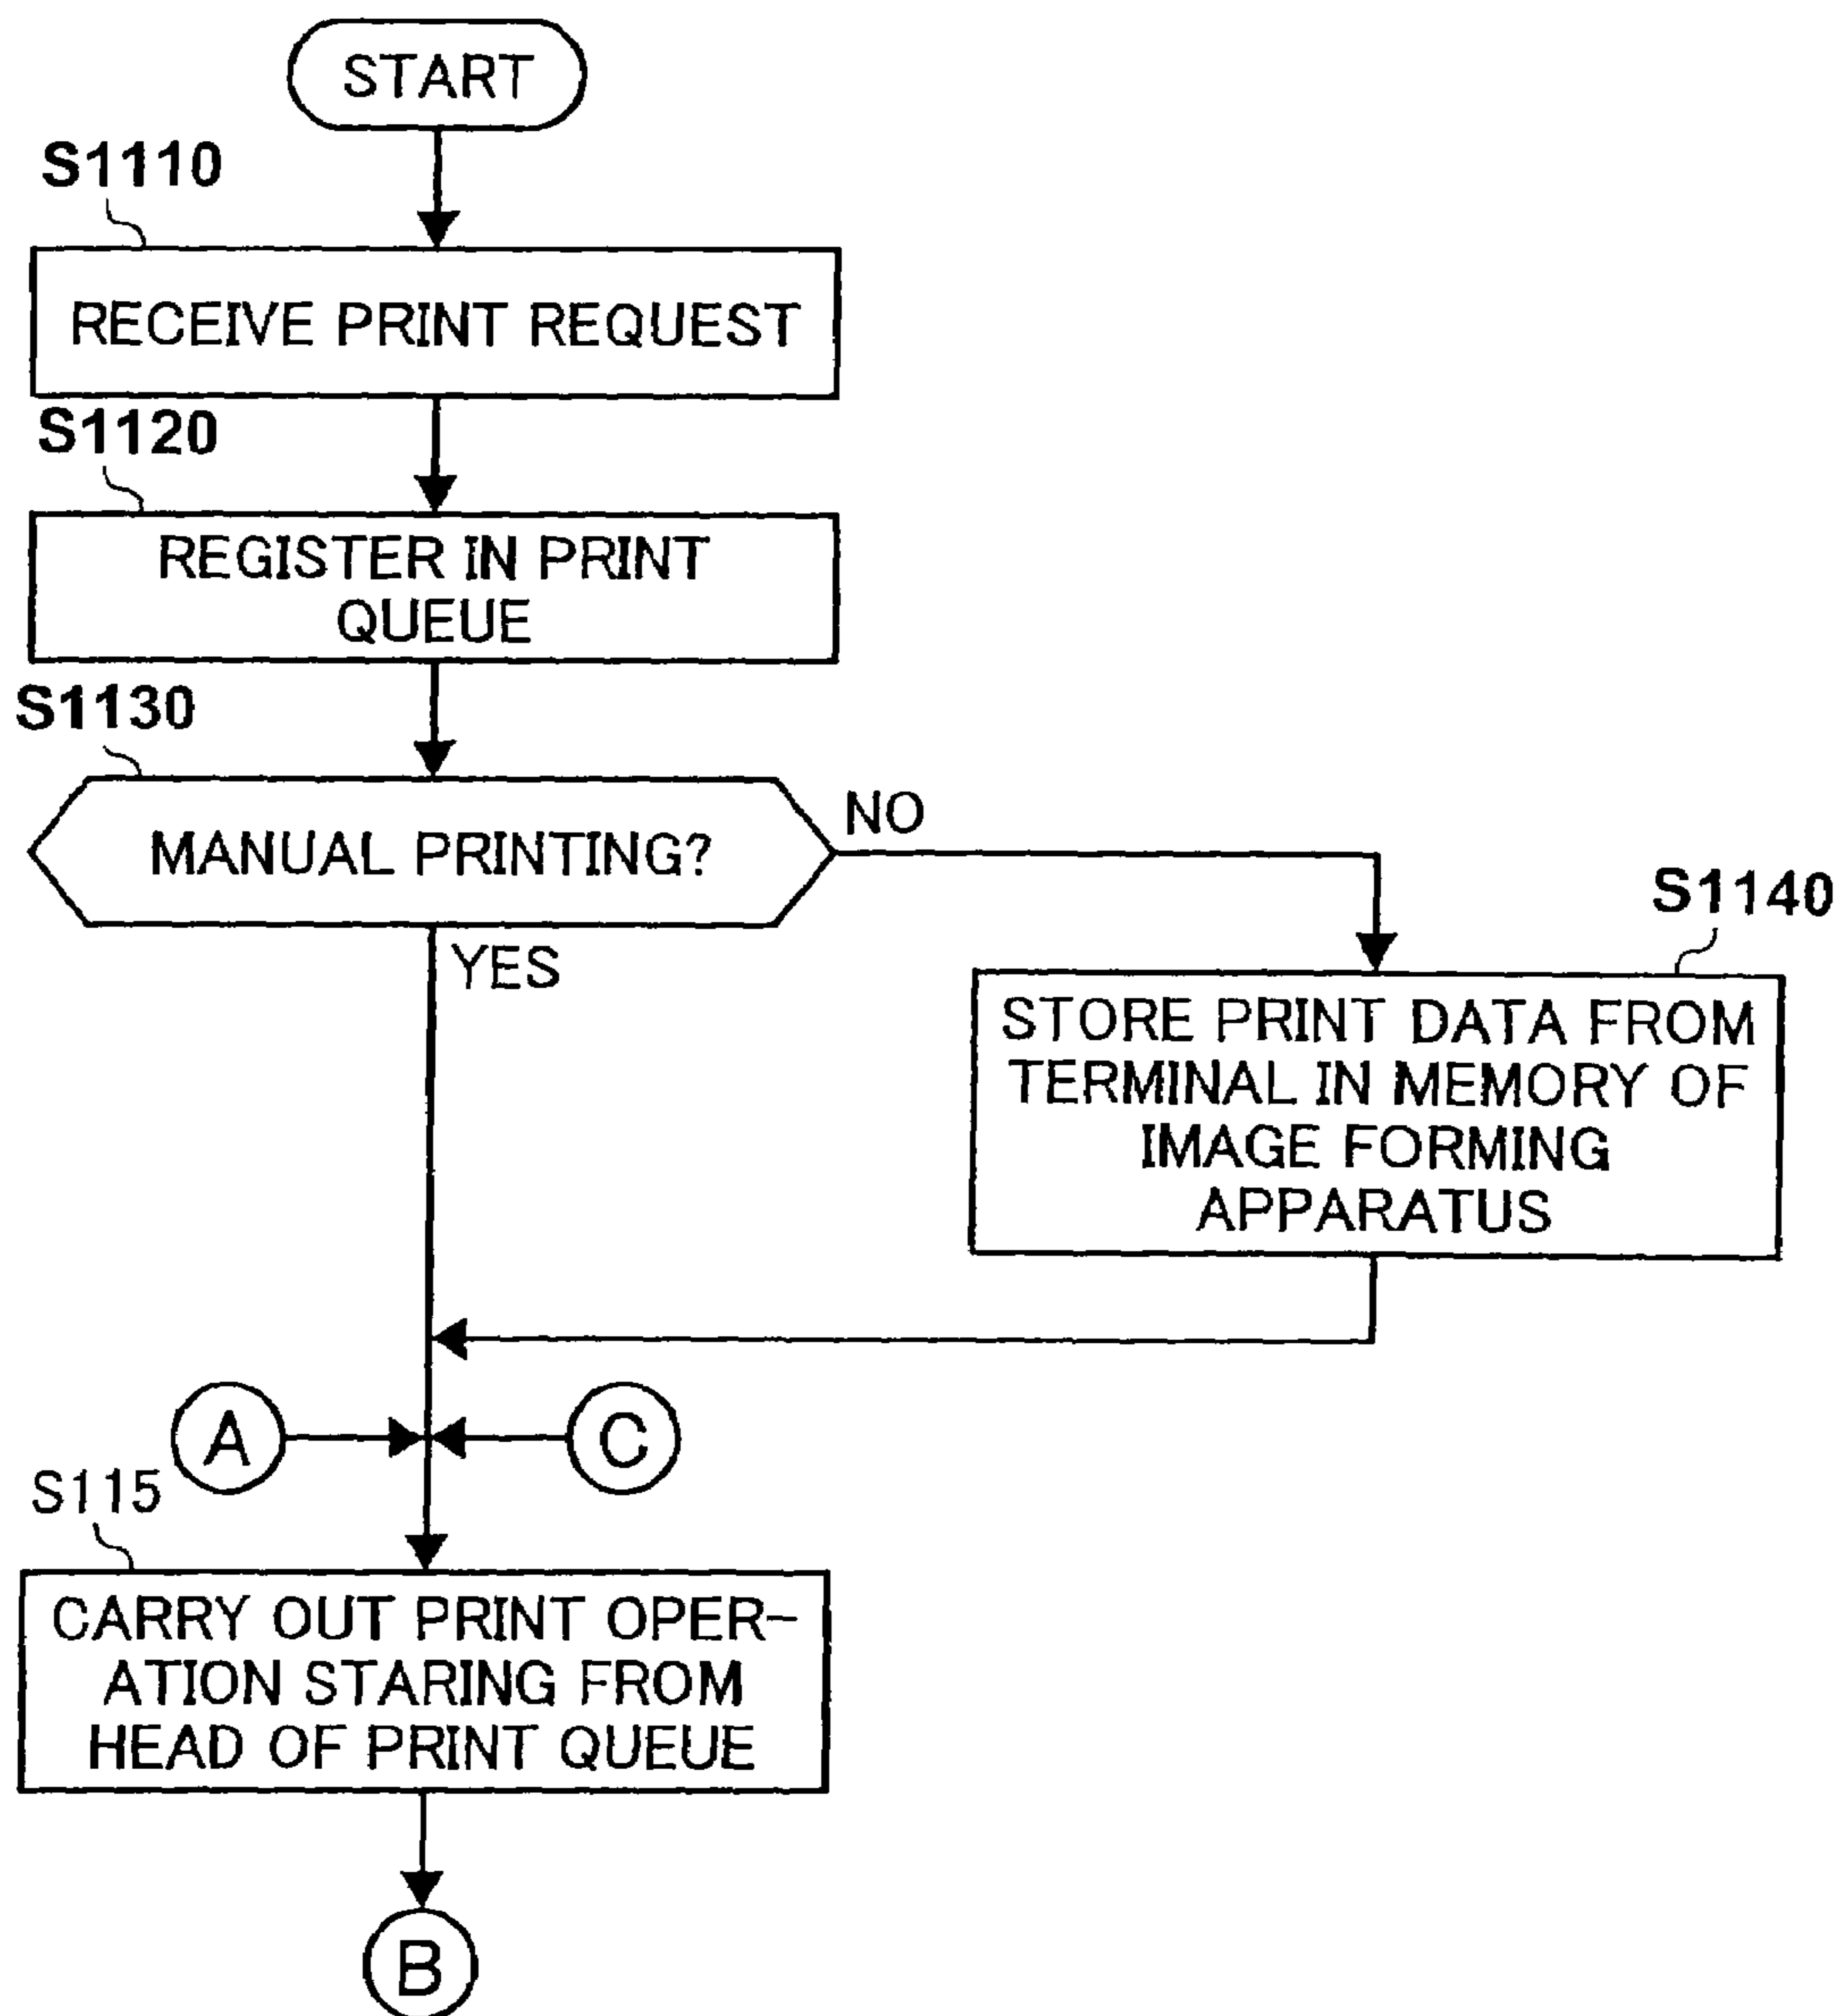 START
S1110
RECEIVE PRINT REQUEST
S1120
REGISTER IN PRINT
QUEUE
S1130
MANUAL PRINTING?
NO
YES
S1140
STORE PRINT DATA FROM
TERMINAL IN MEMORY OF
IMAGE FORMING
APPARATUS
A
C
S115
CARRY OUT PRINT OPER-
ATION STARING FROM
HEAD OF PRINT QUEUE
B